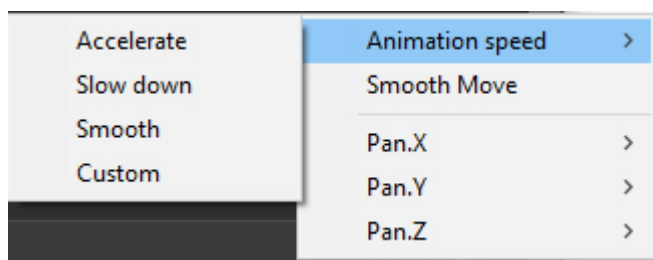 Accelerate
Slow down
Smooth
Custom
Animation speed
Smooth Move
Pan.X
Pan.Y
Pan.Z